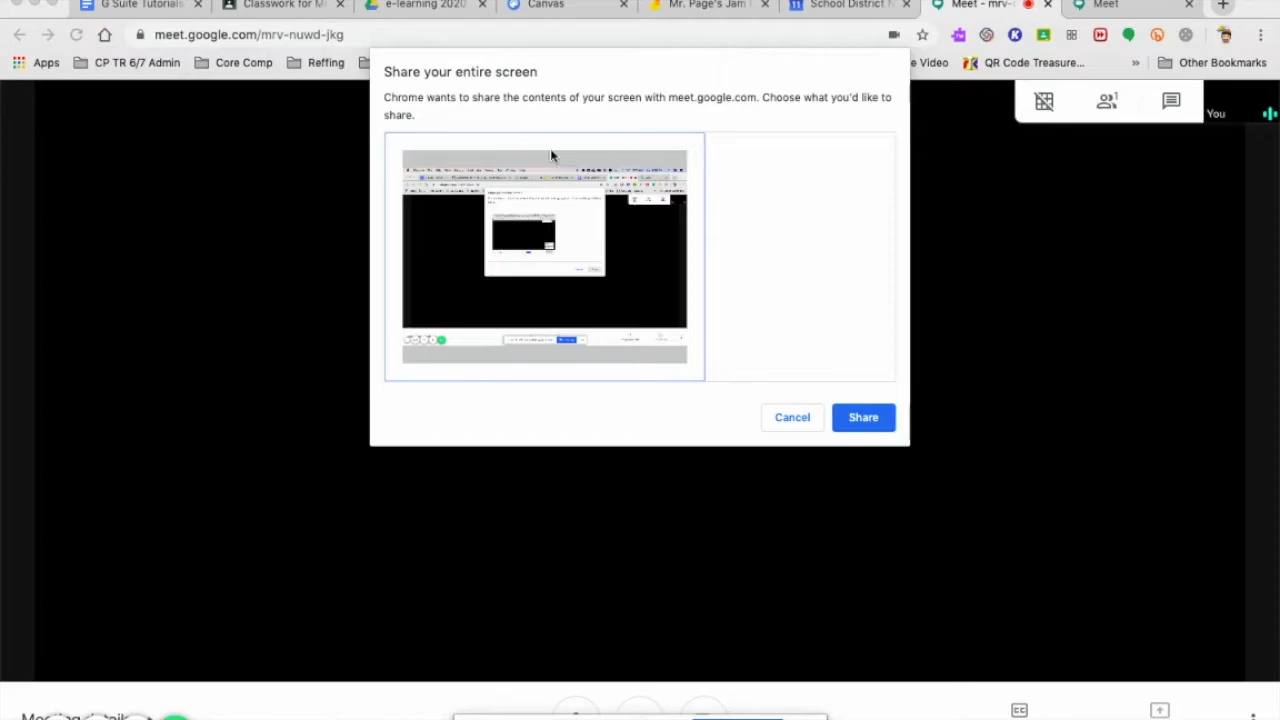 G Suite Tutorials
Classwork for M
e-learning 2020
Canvas
Mr. Page's Jam
School District N
Meet - mrv-
Meet
meet.google.com/mrv-nuwd-jkg
Apps
CP TR 6/7 Admin
Core Comp
Reffing
e Video
QR Code Treasure...
»
Other Bookmarks
Share your entire screen
Chrome wants to share the contents of your screen with meet.google.com. Choose what you'd like to
share.
1
You
Cancel
Share
CC